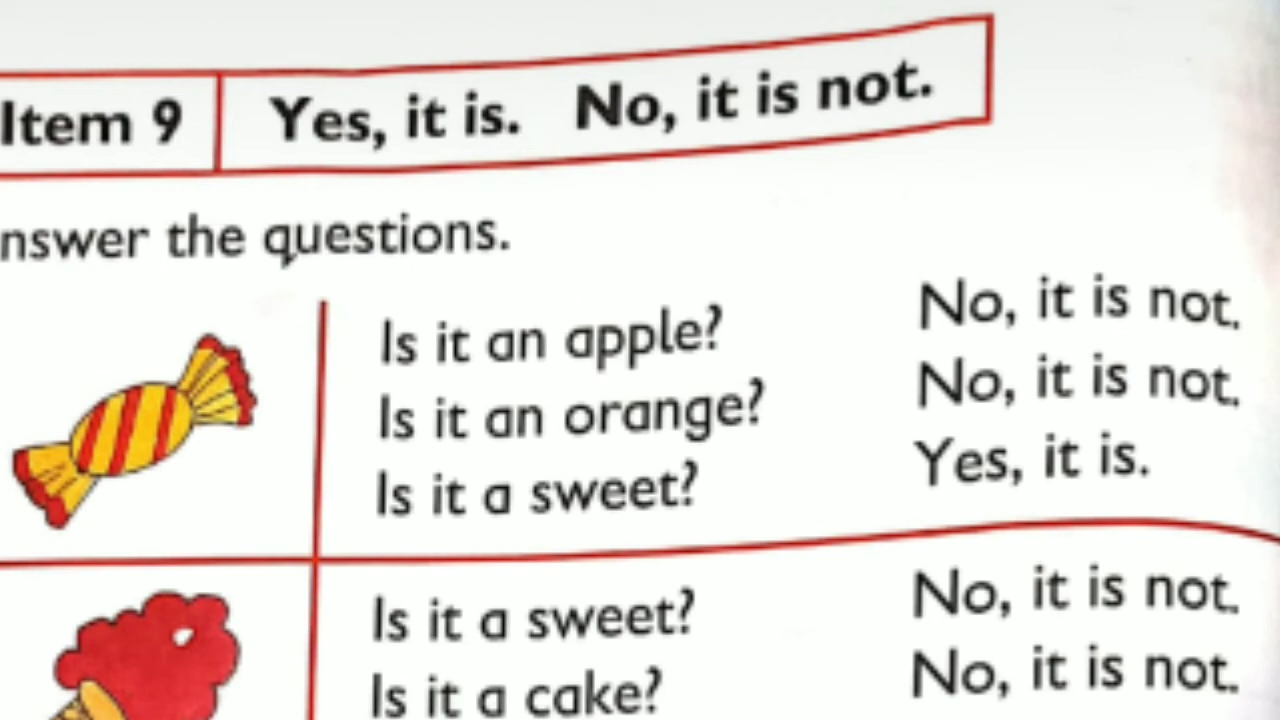 Item 9 Yes, it is. No, it is not.
nswer the questions.
Is it an apple? No, it is not.
Is it an orange? No, it is not.
Is it a sweet? Yes, it is.
Is it a sweet? No, it is not.
Is it a cake? No, it is not.